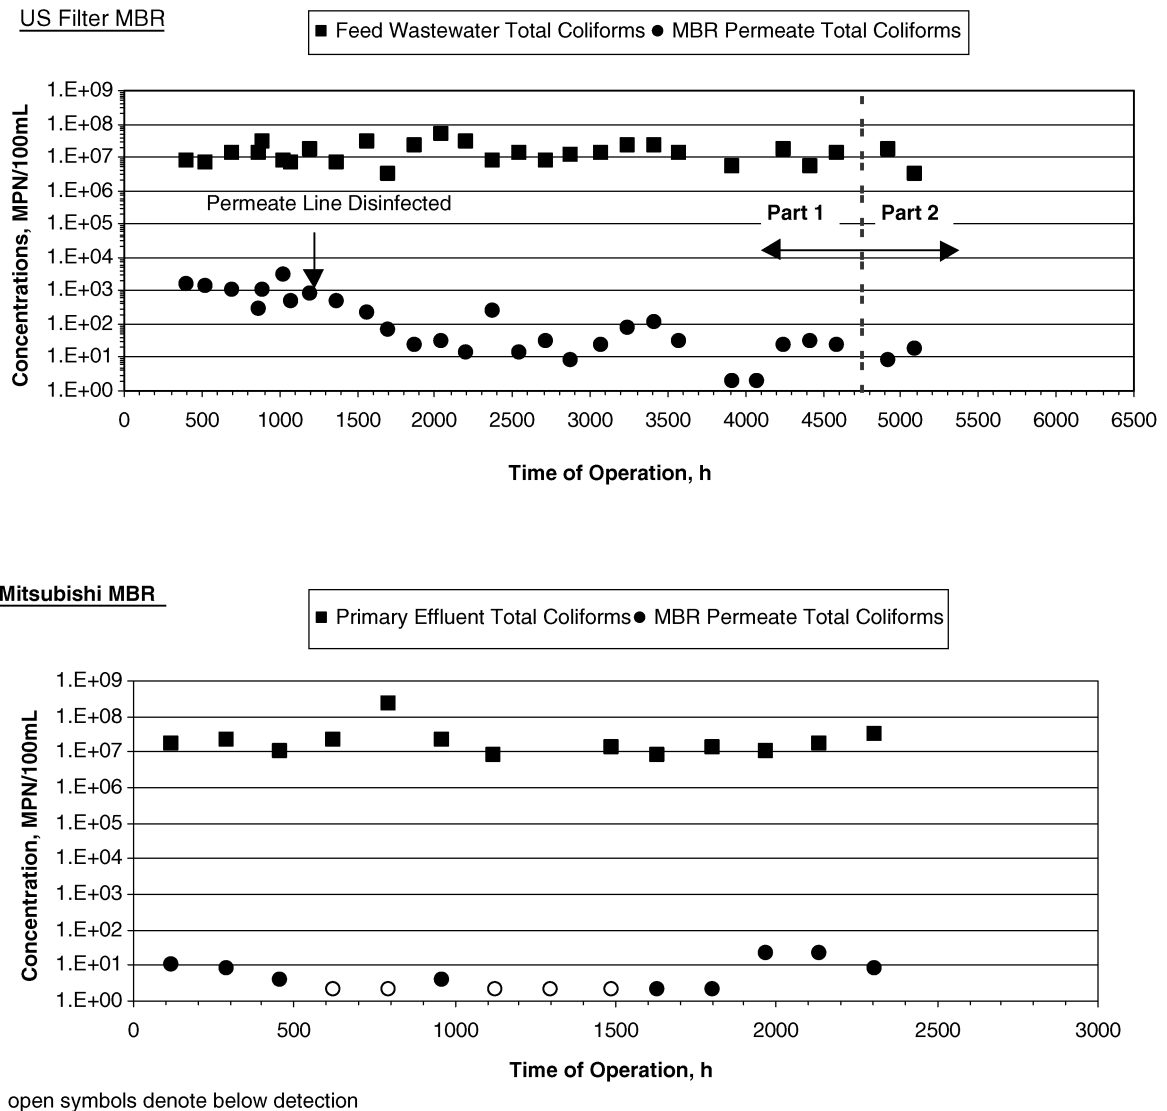 US Filter MBR
Feed Wastewater Total Coliforms MBR Permeate Total Coliforms
Concentrations, MPN/100mL
1.E+09
1.E+08
1.E+07
1.E+06
1.E+05
1.E+04
1.E+03
1.E+02
1.E+01
1.E+00
Permeate Line Disinfected
Part 1 Part 2
0 500 1000 1500 2000 2500 3000 3500 4000 4500 5000 5500 6000 6500
Time of Operation, h
Mitsubishi MBR
Primary Effluent Total Coliforms MBR Permeate Total Coliforms
Concentration, MPN/100mL
1.E+09
1.E+08
1.E+07
1.E+06
1.E+05
1.E+04
1.E+03
1.E+02
1.E+01
1.E+00
0 500 1000 1500 2000 2500 3000
Time of Operation, h
open symbols denote below detection